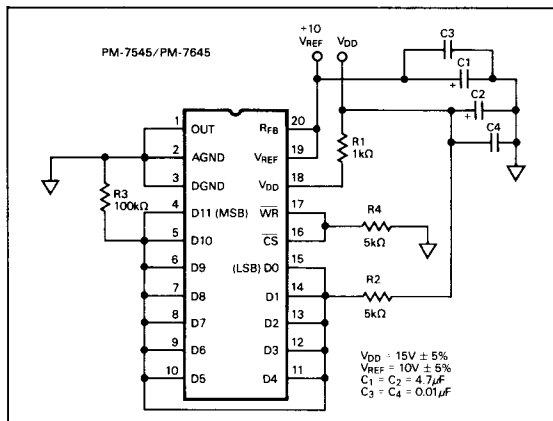 PM-7545/PM-7645
+10
VREF
VDD
C3
C1
+
C2
+
C4
R1
1kΩ
1 OUT
RFB 20
2 AGND
VREF 19
3 DGND
VDD 18
R3
100kΩ
4 D11 (MSB)
WR 17
5 D10
CS 16
R4
5kΩ
6 D9
(LSB) D0 15
7 D8
D1 14
R2
5kΩ
8 D7
D2 13
9 D6
D3 12
10 D5
D4 11
VDD = 15V ± 5%
VREF = 10V ± 5%
C1 = C2 = 4.7µF
C3 = C4 = 0.01µF